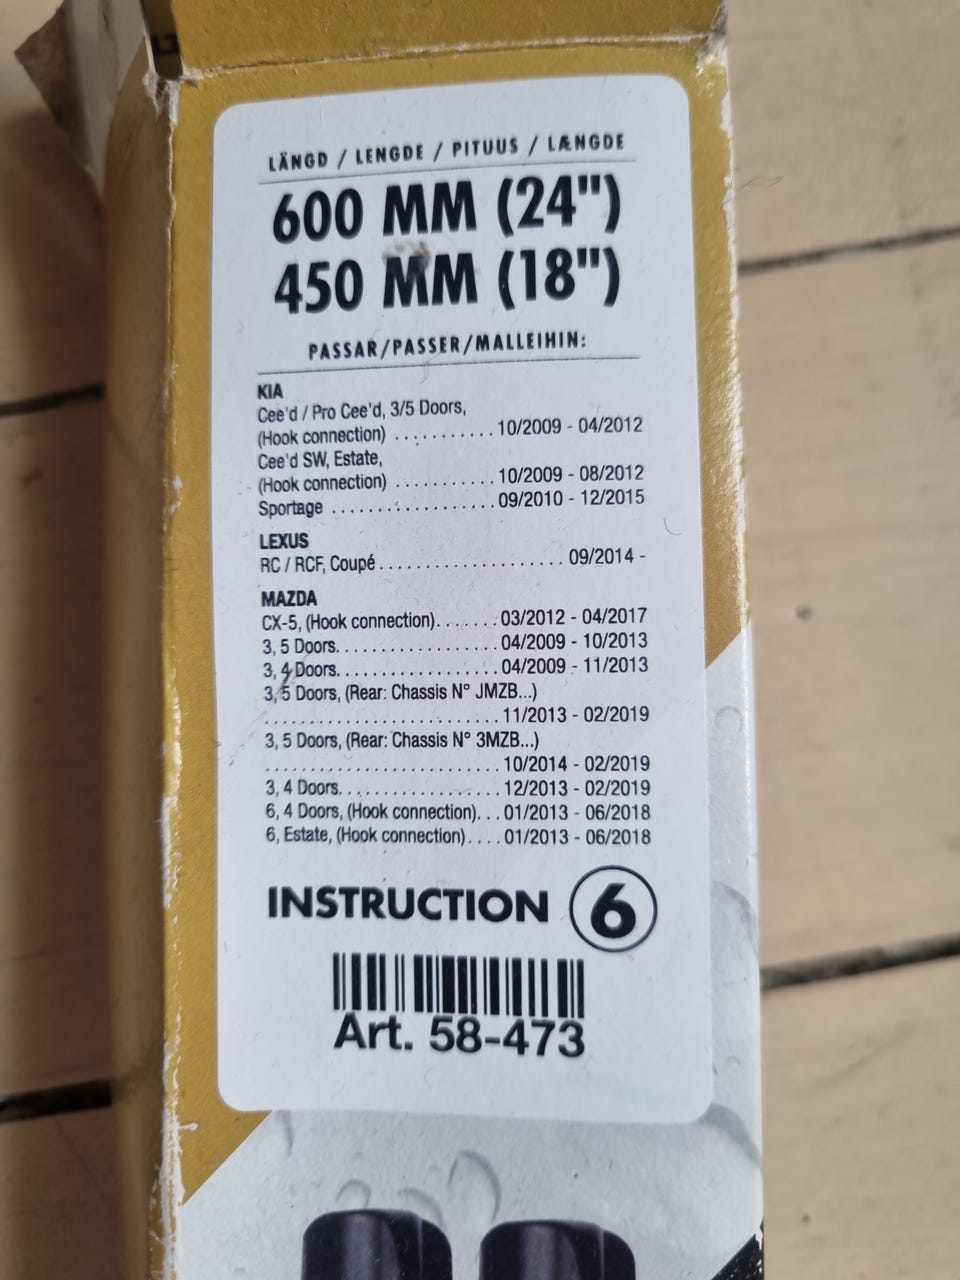 LÄNGD / LENGDE / PITUUS / LÆNGDE
600 MM (24")
450 MM (18")
PASSAR/PASSER/MALLEIHIN:
KIA
Cee'd / Pro Cee'd, 3/5 Doors,
(Hook connection) ........... 10/2009 - 04/2012
Cee'd SW, Estate,
(Hook connection) ........... 10/2009 - 08/2012
Sportage .................. 09/2010 - 12/2015
LEXUS
RC / RCF, Coupé .................... 09/2014 -
MAZDA
CX-5, (Hook connection)....... 03/2012 - 04/2017
3, 5 Doors.................. 04/2009 - 10/2013
3, 4 Doors.................. 04/2009 - 11/2013
3, 5 Doors, (Rear: Chassis N° JMZB...)
.......................... 11/2013 - 02/2019
3, 5 Doors, (Rear: Chassis N° 3MZB...)
.......................... 10/2014 - 02/2019
3, 4 Doors.................. 12/2013 - 02/2019
6, 4 Doors, (Hook connection)... 01/2013 - 06/2018
6, Estate, (Hook connection).... 01/2013 - 06/2018
INSTRUCTION 6
Art. 58-473